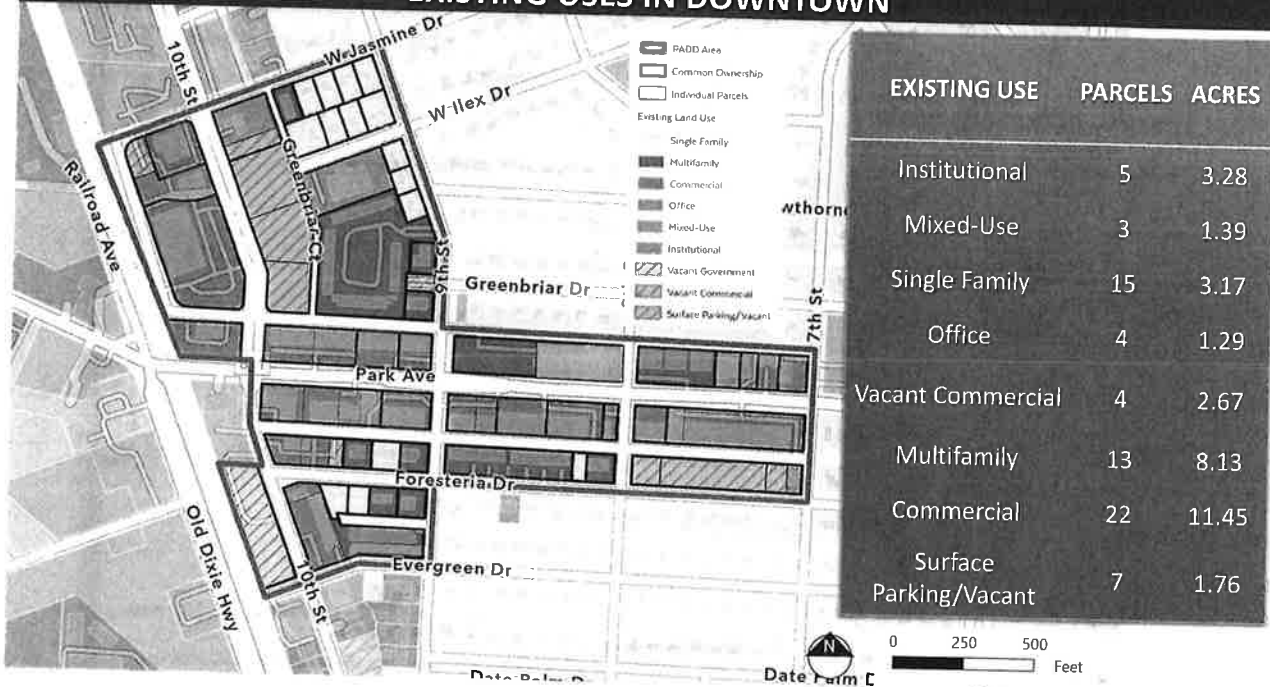 EXISTING USES IN DOWNTOWN
10th St
W Jasmine Dr
W Ilex Dr
Greenbriar Ct
Railroad Ave
9th St
Greenbriar Dr
7th St
Park Ave
Foresteria Dr
Old Dixie Hwy
10th St
Evergreen Dr
PADD Area
Common Ownership
Individual Parcels
Existing Land Use
Single Family
Multifamily
Commercial
Office
Mixed-Use
Institutional
Vacant Government
Vacant Commercial
Surface Parking/Vacant
EXISTING USE PARCELS ACRES
Institutional 5 3.28
Mixed-Use 3 1.39
Single Family 15 3.17
Office 4 1.29
Vacant Commercial 4 2.67
Multifamily 13 8.13
Commercial 22 11.45
Surface
Parking/Vacant 7 1.76
N
0 250 500
Feet